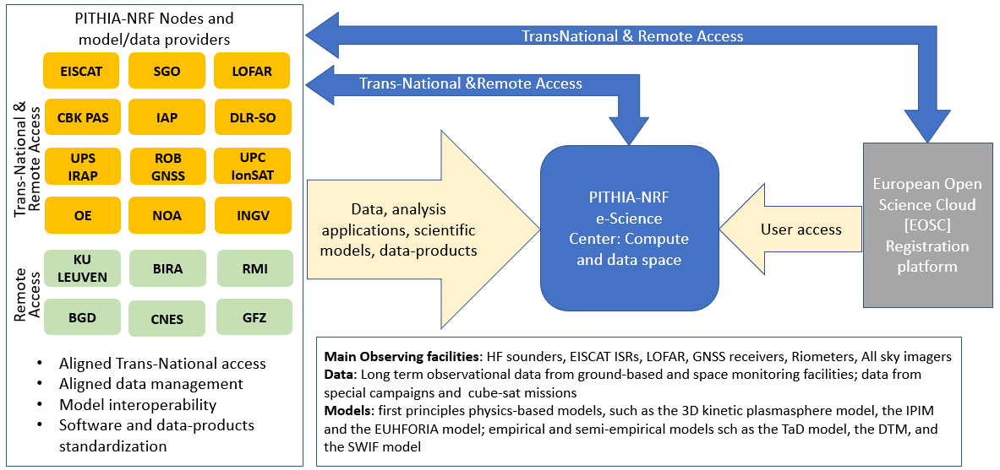 PITHIA-NRF Nodes and
model/data providers
Trans-National &
Remote Access
EISCAT
SGO
LOFAR
CBK PAS
IAP
DLR-SO
UPS
IRAP
ROB
GNSS
UPC
IonSAT
OE
NOA
INGV
Remote
Access
KU
LEUVEN
BIRA
RMI
BGD
CNES
GFZ
• Aligned Trans-National access
• Aligned data management
• Model interoperability
• Software and data-products
standardization
TransNational & Remote Access
Trans-National &Remote Access
Data, analysis
applications, scientific
models, data-products
PITHIA-NRF
e-Science
Center: Compute
and data space
User access
European Open
Science Cloud
[EOSC]
Registration
platform
Main Observing facilities: HF sounders, EISCAT ISRs, LOFAR, GNSS receivers, Riometers, All sky imagers
Data: Long term observational data from ground-based and space monitoring facilities; data from
special campaigns and cube-sat missions
Models: first principles physics-based models, such as the 3D kinetic plasmasphere model, the IPIM
and the EUHFORIA model; empirical and semi-empirical models sch as the TaD model, the DTM, and
the SWIF model